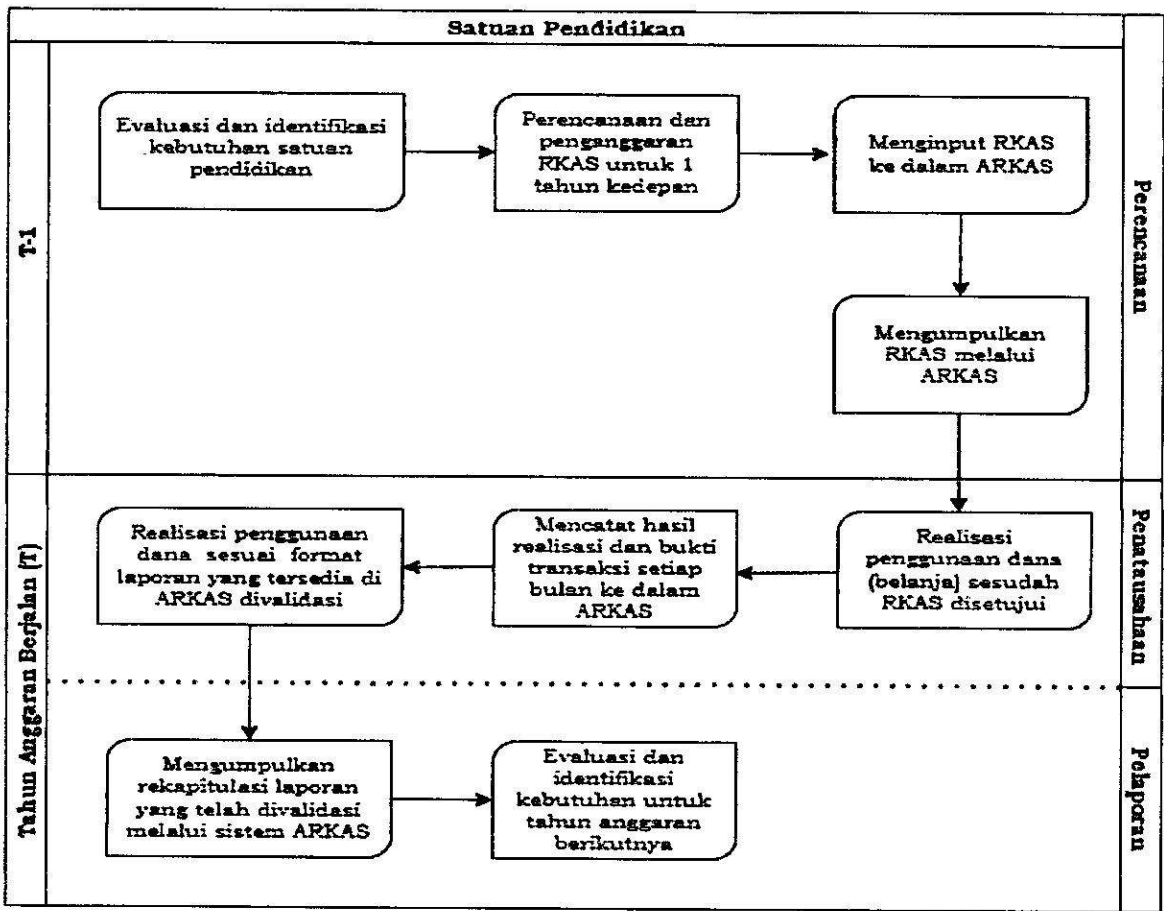 Satuan Pendidikan
T-1
Perencanaan
Evaluasi dan identifikasi
kebutuhan satuan
pendidikan
Perencanaan dan
penganggaran
RKAS untuk 1
tahun kedepan
Menginput RKAS
ke dalam ARKAS
Mengumpulkan
RKAS melalui
ARKAS
Tahun Anggaran Berjalan (T)
Penatausahaan
Realisasi
penggunaan dana
(belanja) sesudah
RKAS disetujui
Mencatat hasil
realisasi dan bukti
transaksi setiap
bulan ke dalam
ARKAS
Realisasi penggunaan
dana sesuai format
laporan yang tersedia di
ARKAS divalidasi
Pelaporan
Mengumpulkan
rekapitulasi laporan
yang telah divalidasi
melalui sistem ARKAS
Evaluasi dan
identifikasi
kebutuhan untuk
tahun anggaran
berikutnya